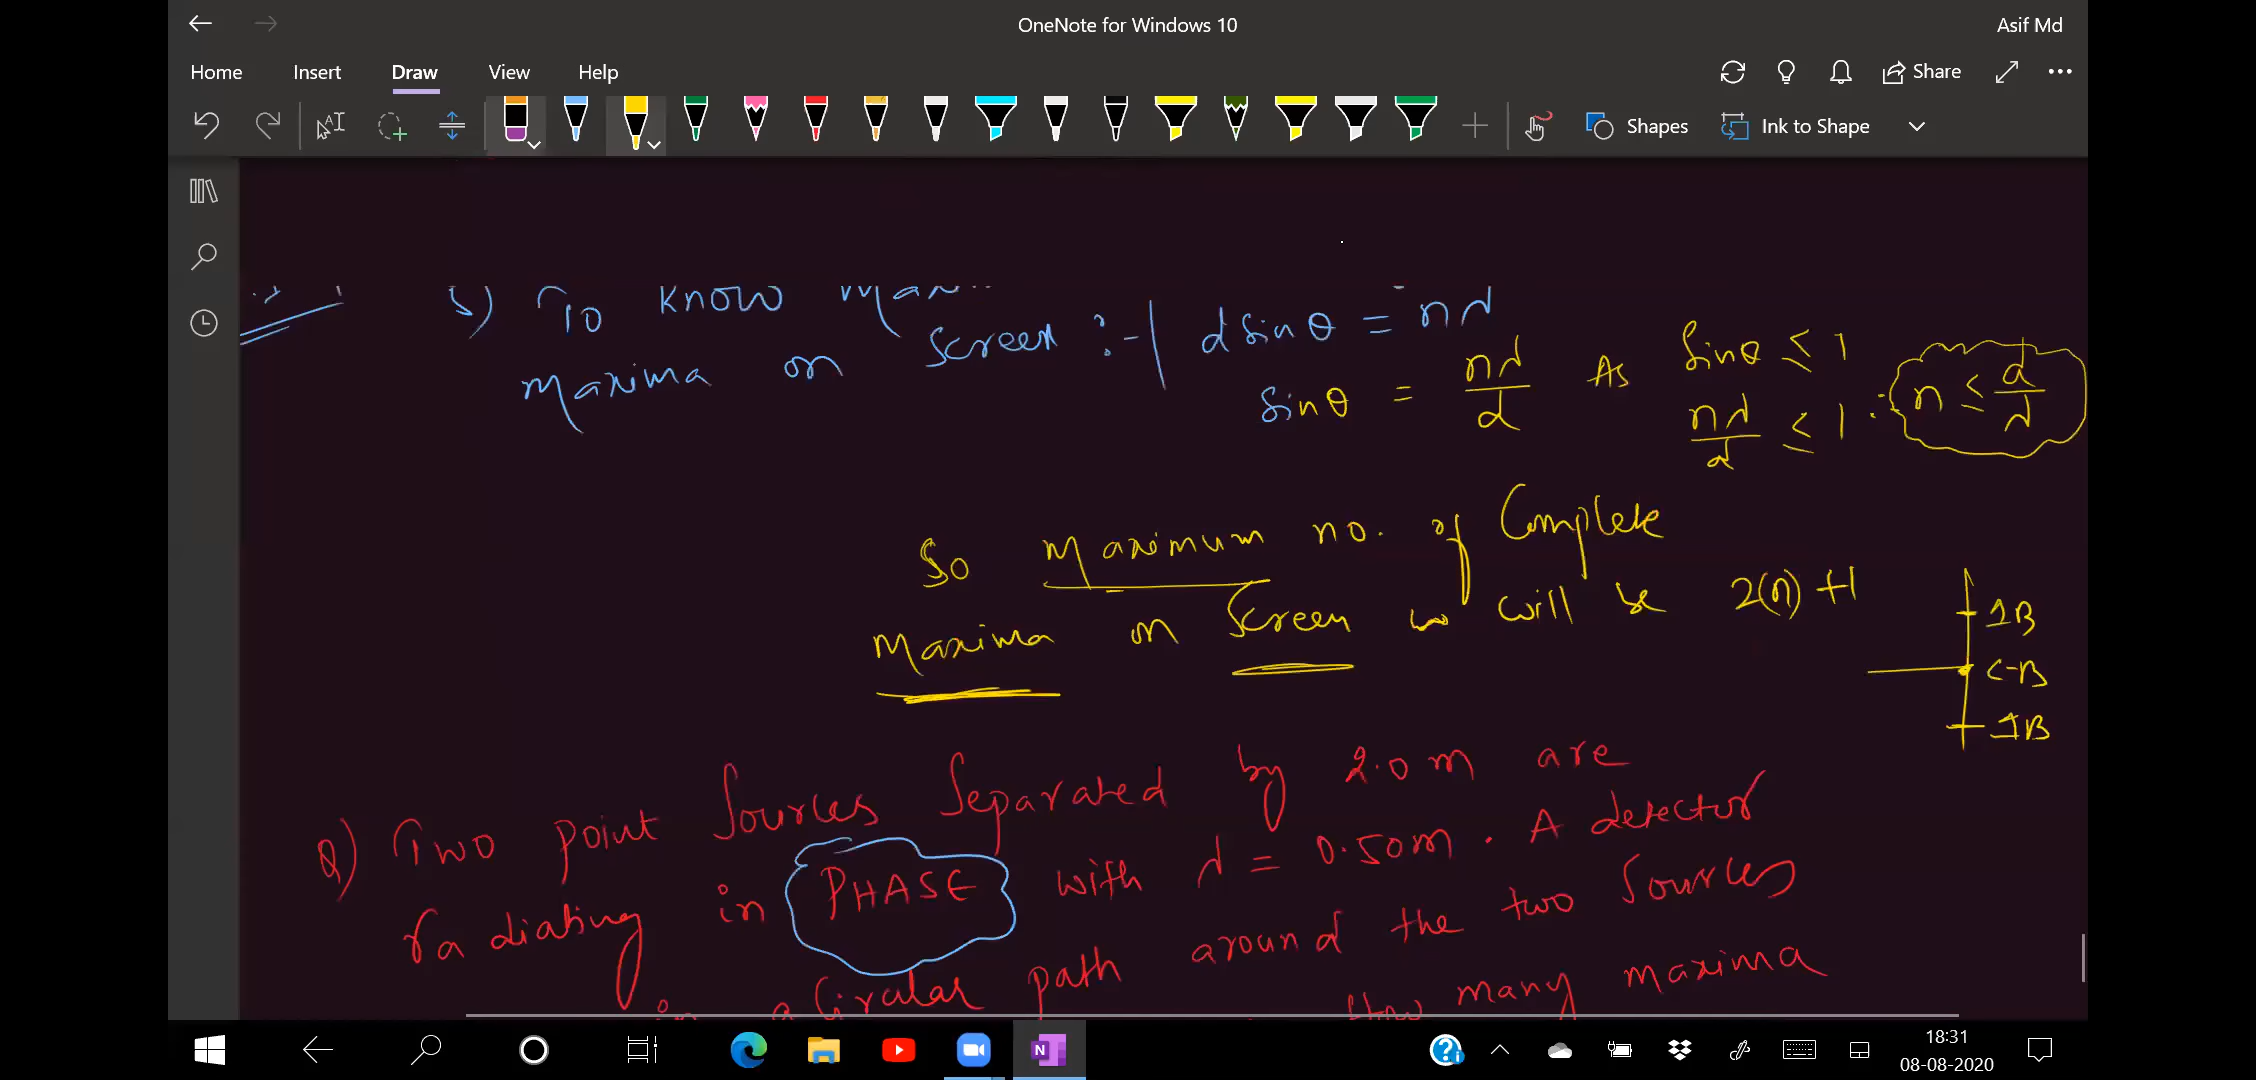 OneNote for Windows 10
Asif Md
Home Insert Draw View Help
Share
Shapes Ink to Shape
5) To know
maxima on screen :-
d sin θ = nλ
sin θ = nλ/d As sin θ ≤ 1
nλ/d ≤ 1 ∴ n ≤ d/λ
So maximum no. of Complete
maxima on Screen will be 2(n) + 1
1B
C-B
1B
Q) Two point Sources Separated by 2.0 m are
radiating in PHASE with λ = 0.50m. A detector
in a Circular path around the two Sources
How many maxima
18:31
08-08-2020